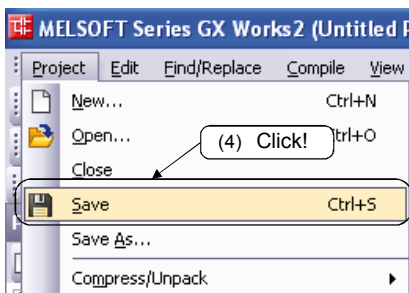 MELSOFT Series GX Works2 (Untitled P
Project Edit Find/Replace Compile View
New... Ctrl+N
Open... Ctrl+O
(4) Click!
Close
Save Ctrl+S
Save As...
Compress/Unpack